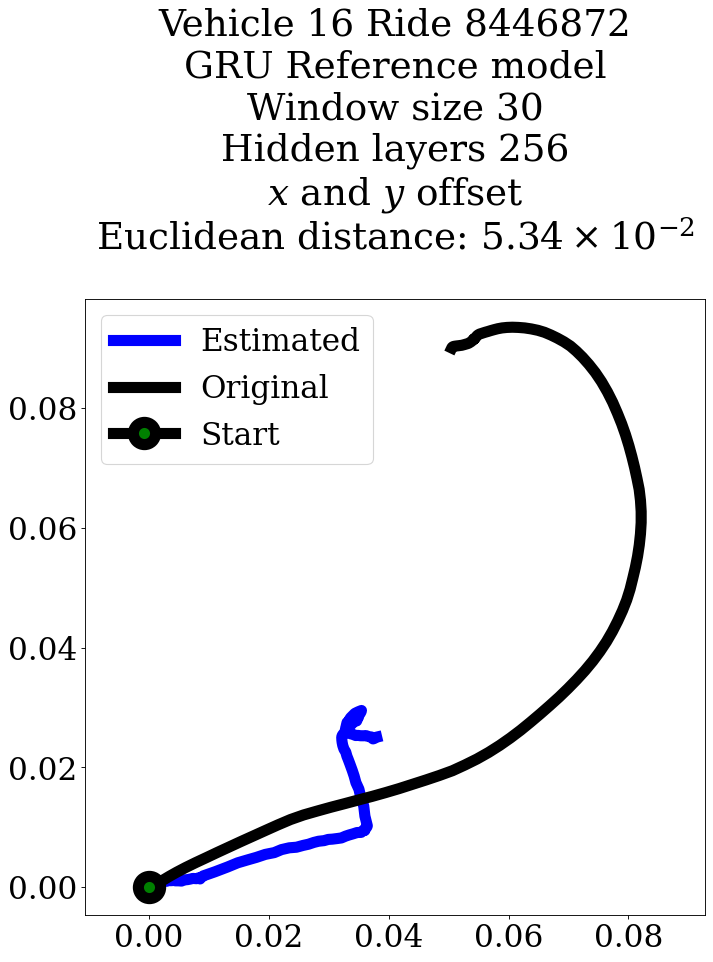 Vehicle 16 Ride 8446872
GRU Reference model
Window size 30
Hidden layers 256
x and y offset
Euclidean distance: 5.34 × 10⁻²
Estimated
Original
Start
0.08
0.06
0.04
0.02
0.00
0.00 0.02 0.04 0.06 0.08